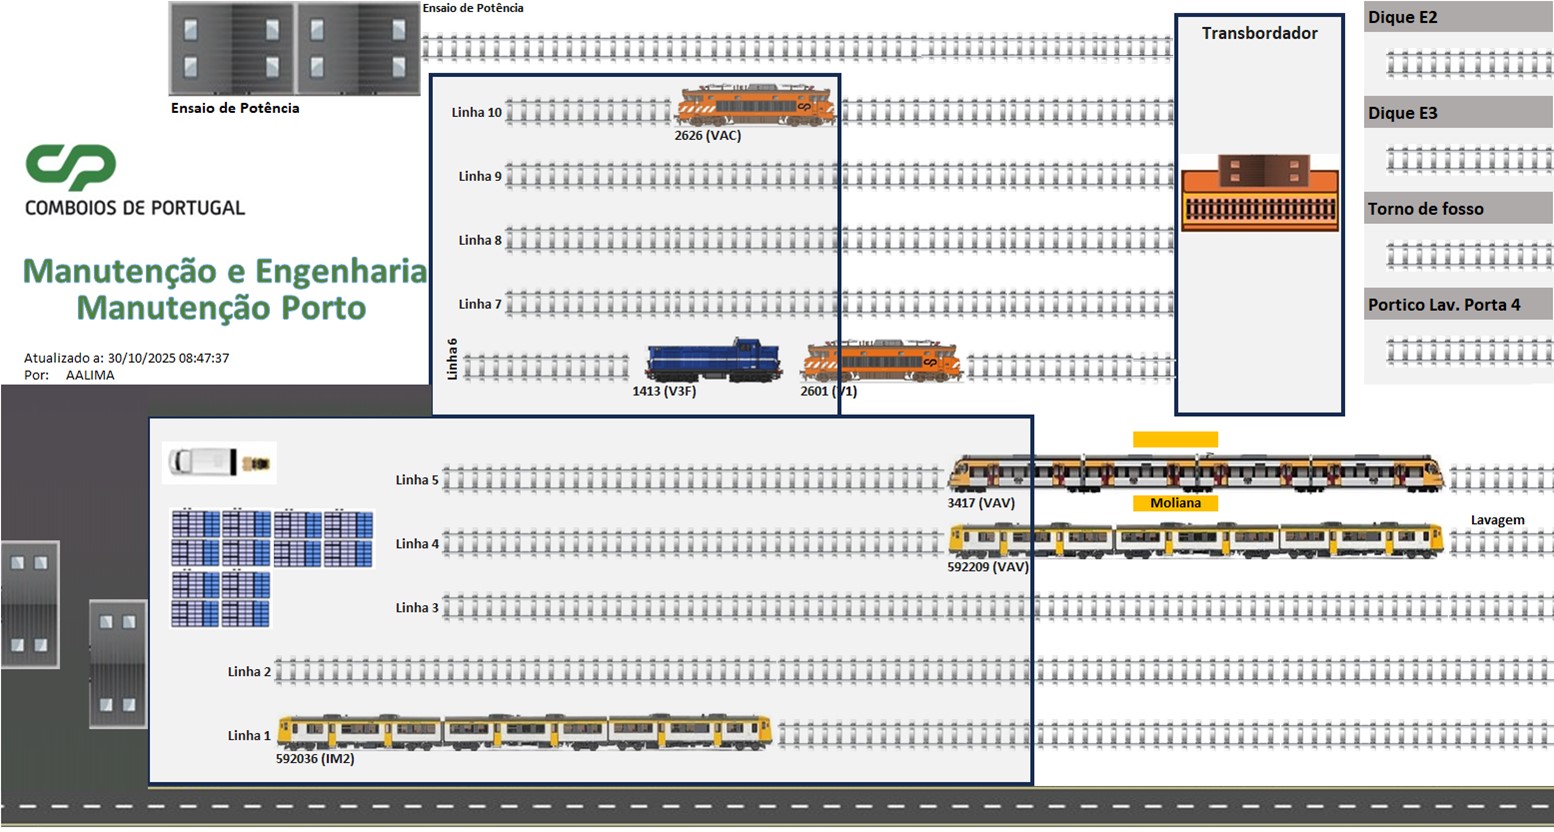 Ensaio de Potência
Ensaio de Potência
Transbordador
Dique E2
Dique E3
Torno de fosso
Portico Lav. Porta 4
COMBOIOS DE PORTUGAL
Manutenção e Engenharia
Manutenção Porto
Atualizado a: 30/10/2025 08:47:37
Por: AALIMA
Linha 10
2626 (VAC)
Linha 9
Linha 8
Linha 7
Linha6
1413 (V3F)
2601 (V1)
Linha 5
3417 (VAV)
Moliana
Linha 4
592209 (VAV)
Lavagem
Linha 3
Linha 2
Linha 1
592036 (IM2)